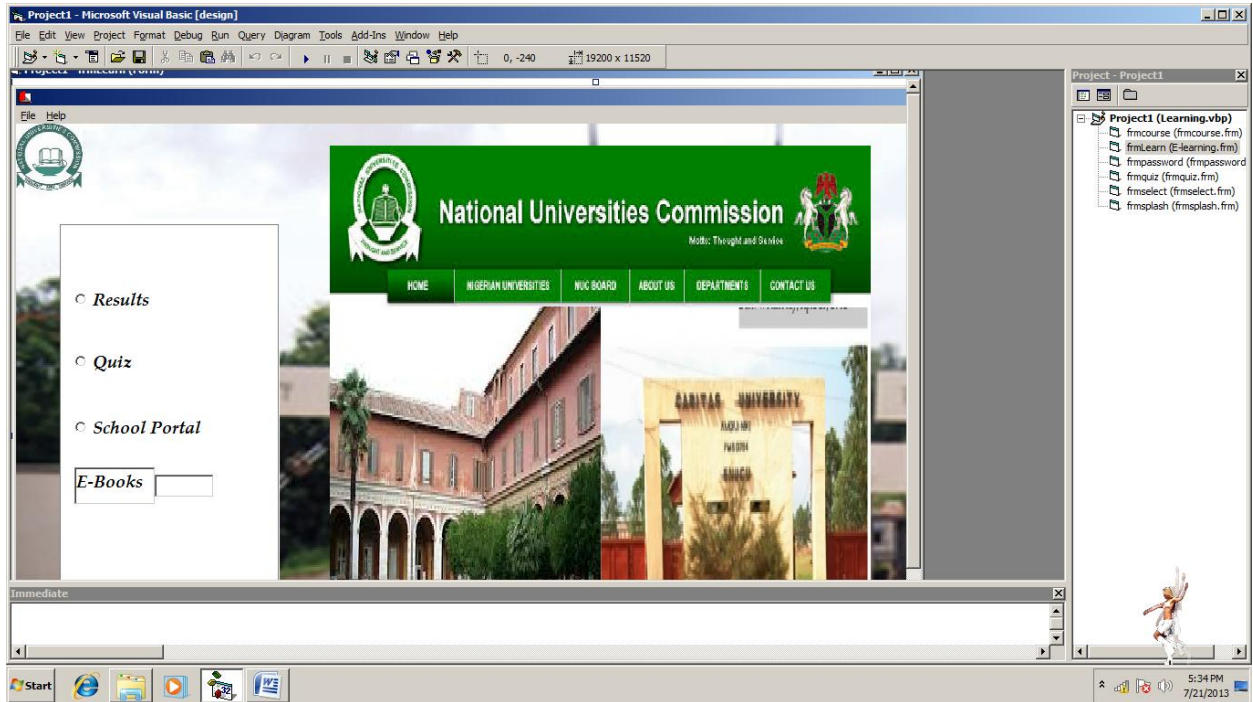 Project1 - Microsoft Visual Basic [design]
File Edit View Project Format Debug Run Query Diagram Tools Add-Ins Window Help
0, -240 19200 x 11520
Project1 - frmLearn (Form)
File Help
National Universities Commission
Motto: Thought and Service
HOME NIGERIAN UNIVERSITIES NUC BOARD ABOUT US DEPARTMENTS CONTACT US
Results
Quiz
School Portal
E-Books
CARITAS UNIVERSITY
ENUGU
Project - Project1
Project1 (Learning.vbp)
frmcourse (frmcourse.frm)
frmLearn (E-learning.frm)
frmpassword (frmpassword
frmquiz (frmquiz.frm)
frmselect (frmselect.frm)
frmsplash (frmsplash.frm)
Immediate
Start
5:34 PM
7/21/2013